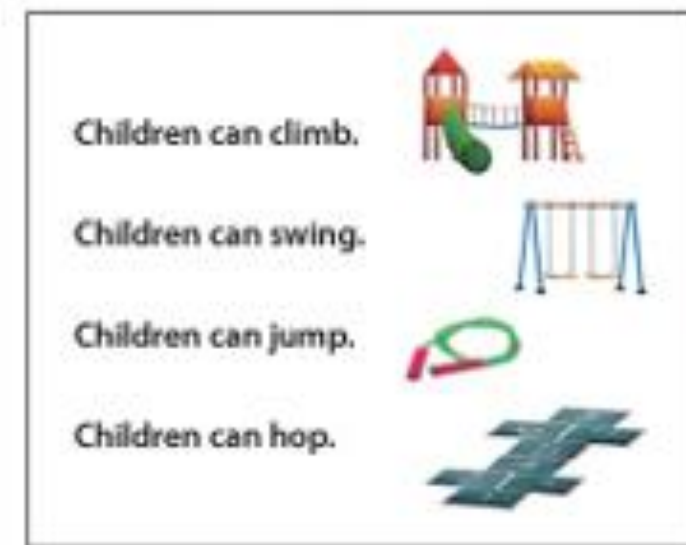 Children can climb.
Children can swing.
Children can jump.
Children can hop.